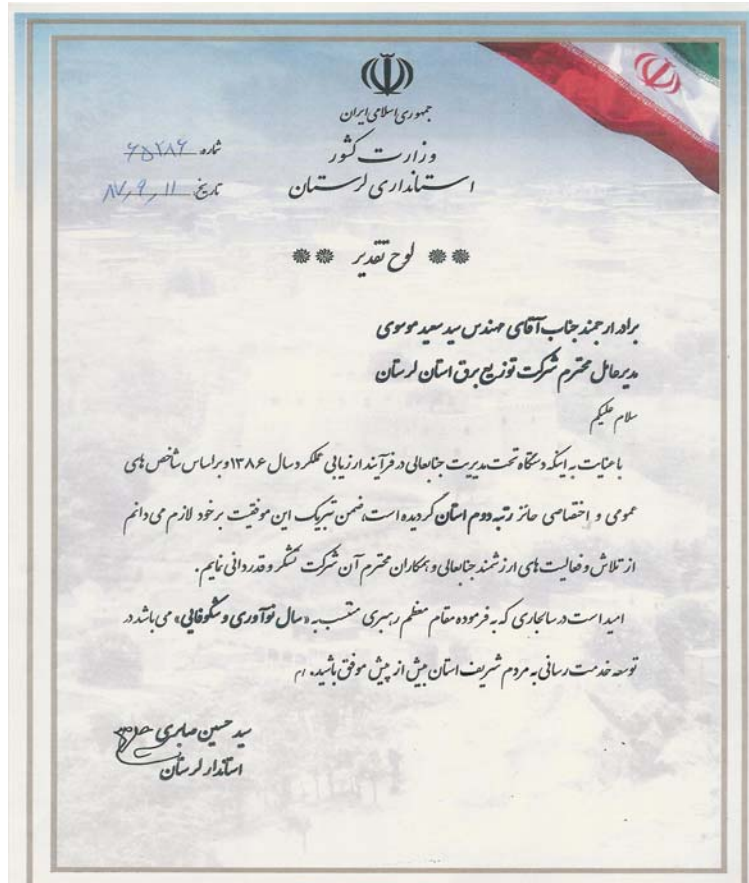 جمهوری اسلامی ایران
وزارت کشور
استانداری لرستان
شماره ۶۵۲۸۶
تاریخ ۸۷٫۹٫۱۱
لوح تقدیر
برادر ارجمند جناب آقای مهندس سید سعید موسوی
مدیرعامل محترم شرکت توزیع برق استان لرستان
سلام علیکم
با عنایت به اینکه دستگاه تحت مدیریت جنابعالی در فرآیند ارزیابی عملکرد سال ۱۳۸۶ و براساس شاخص های
عمومی و اختصاصی حائز رتبه دوم استان گردیده است، ضمن تبریک این موفقیت بر خود لازم می دانم
از تلاش و فعالیت های ارزشمند جنابعالی و همکاران محترم آن شرکت تشکر و قدردانی نمایم.
امید است در سالجاری که به فرموده مقام معظم رهبری منتسب به «سال نوآوری و شکوفایی» می باشد در
توسعه خدمت رسانی به مردم شریف استان بیش از پیش موفق باشید. /م
سید حسین صابری
استاندار لرستان